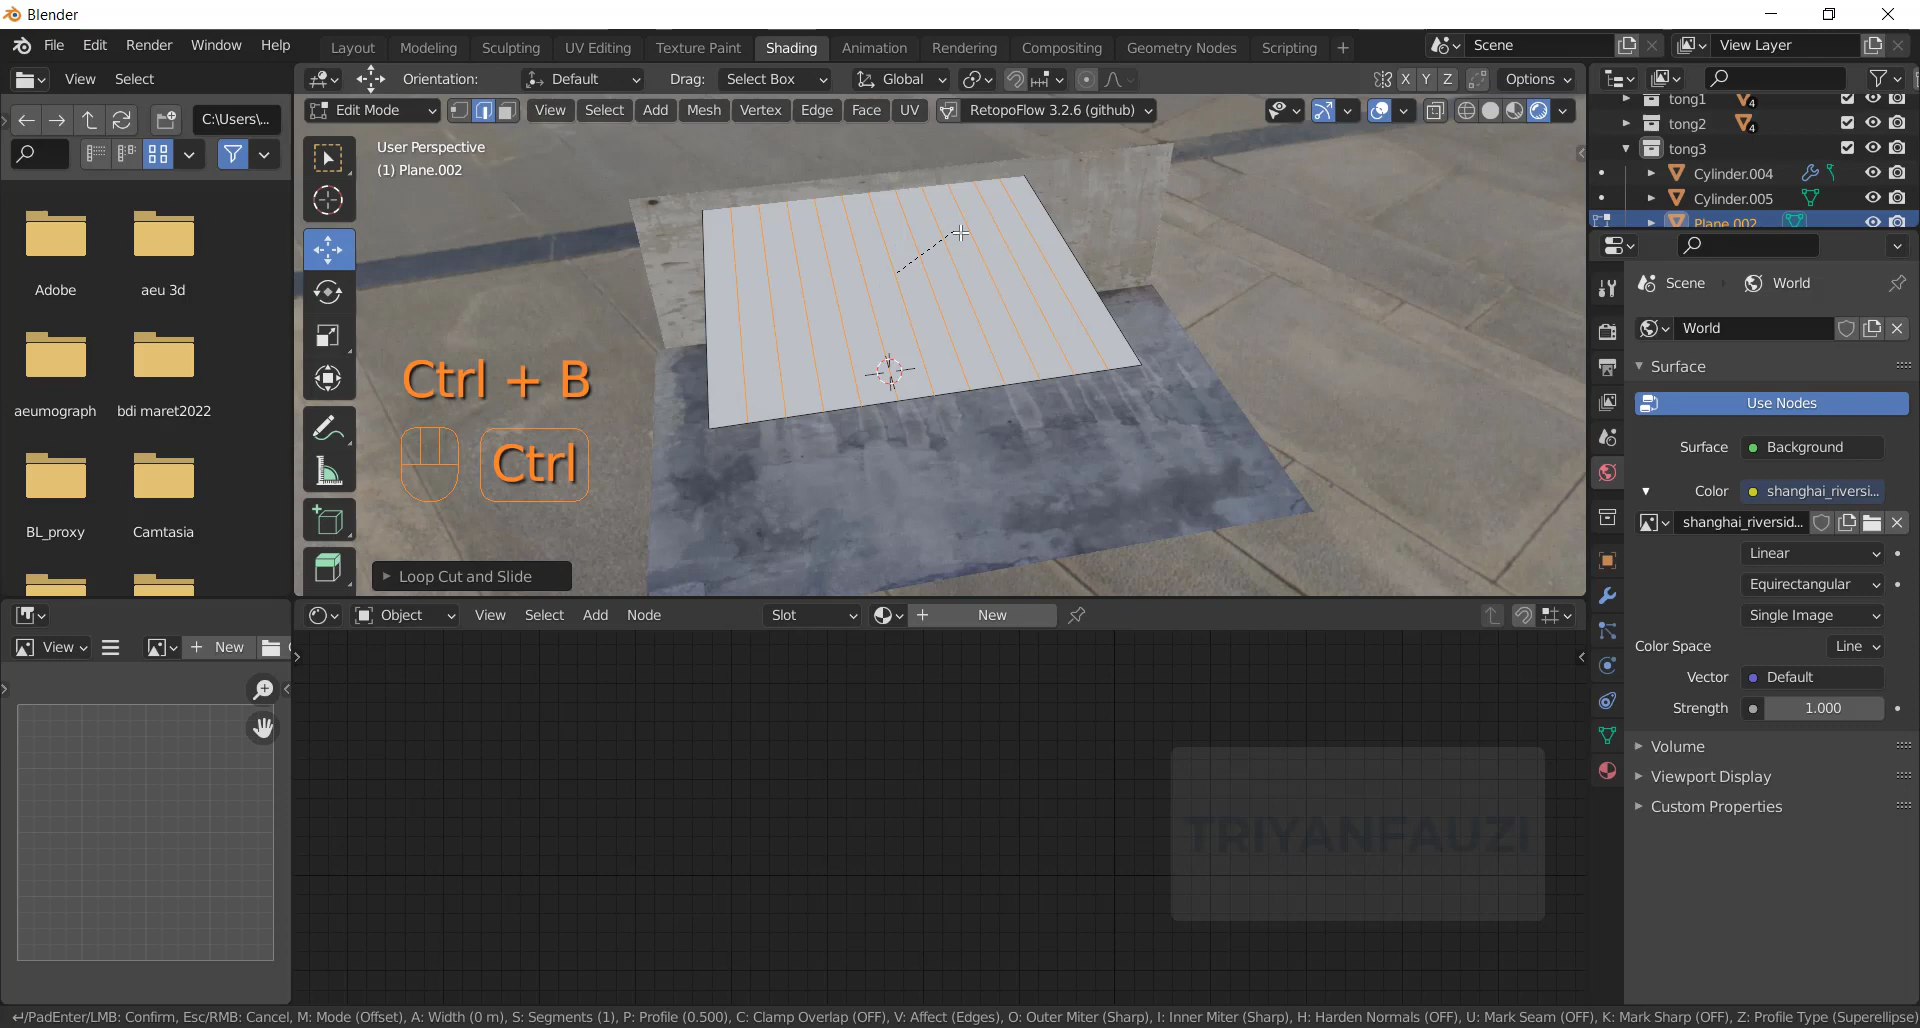 Blender
File Edit Render Window Help
Layout Modeling Sculpting UV Editing Texture Paint Shading Animation Rendering Compositing Geometry Nodes Scripting +
Scene
View Layer
View Select
Orientation: Default Drag: Select Box Global
X Y Z Options
C:\Users\...
Edit Mode View Select Add Mesh Vertex Edge Face UV RetopoFlow 3.2.6 (github)
User Perspective
(1) Plane.002
Adobe
aeu 3d
aeumograph
bdi maret2022
BL_proxy
Camtasia
Ctrl + B
Ctrl
Loop Cut and Slide
tong1 4
tong2 4
tong3
Cylinder.004
Cylinder.005
Plane.002
Scene World
World
Surface
Use Nodes
Surface Background
Color shanghai_riversi...
shanghai_riversid...
Linear
Equirectangular
Single Image
Color Space Line
Vector Default
Strength 1.000
Volume
Viewport Display
Custom Properties
Object View Select Add Node Slot + New
View + New
TRIYANFAUZI
↵/PadEnter/LMB: Confirm, Esc/RMB: Cancel, M: Mode (Offset), A: Width (0 m), S: Segments (1), P: Profile (0.500), C: Clamp Overlap (OFF), V: Affect (Edges), O: Outer Miter (Sharp), I: Inner Miter (Sharp), H: Harden Normals (OFF), U: Mark Seam (OFF), K: Mark Sharp (OFF), Z: Profile Type (Superellipse)